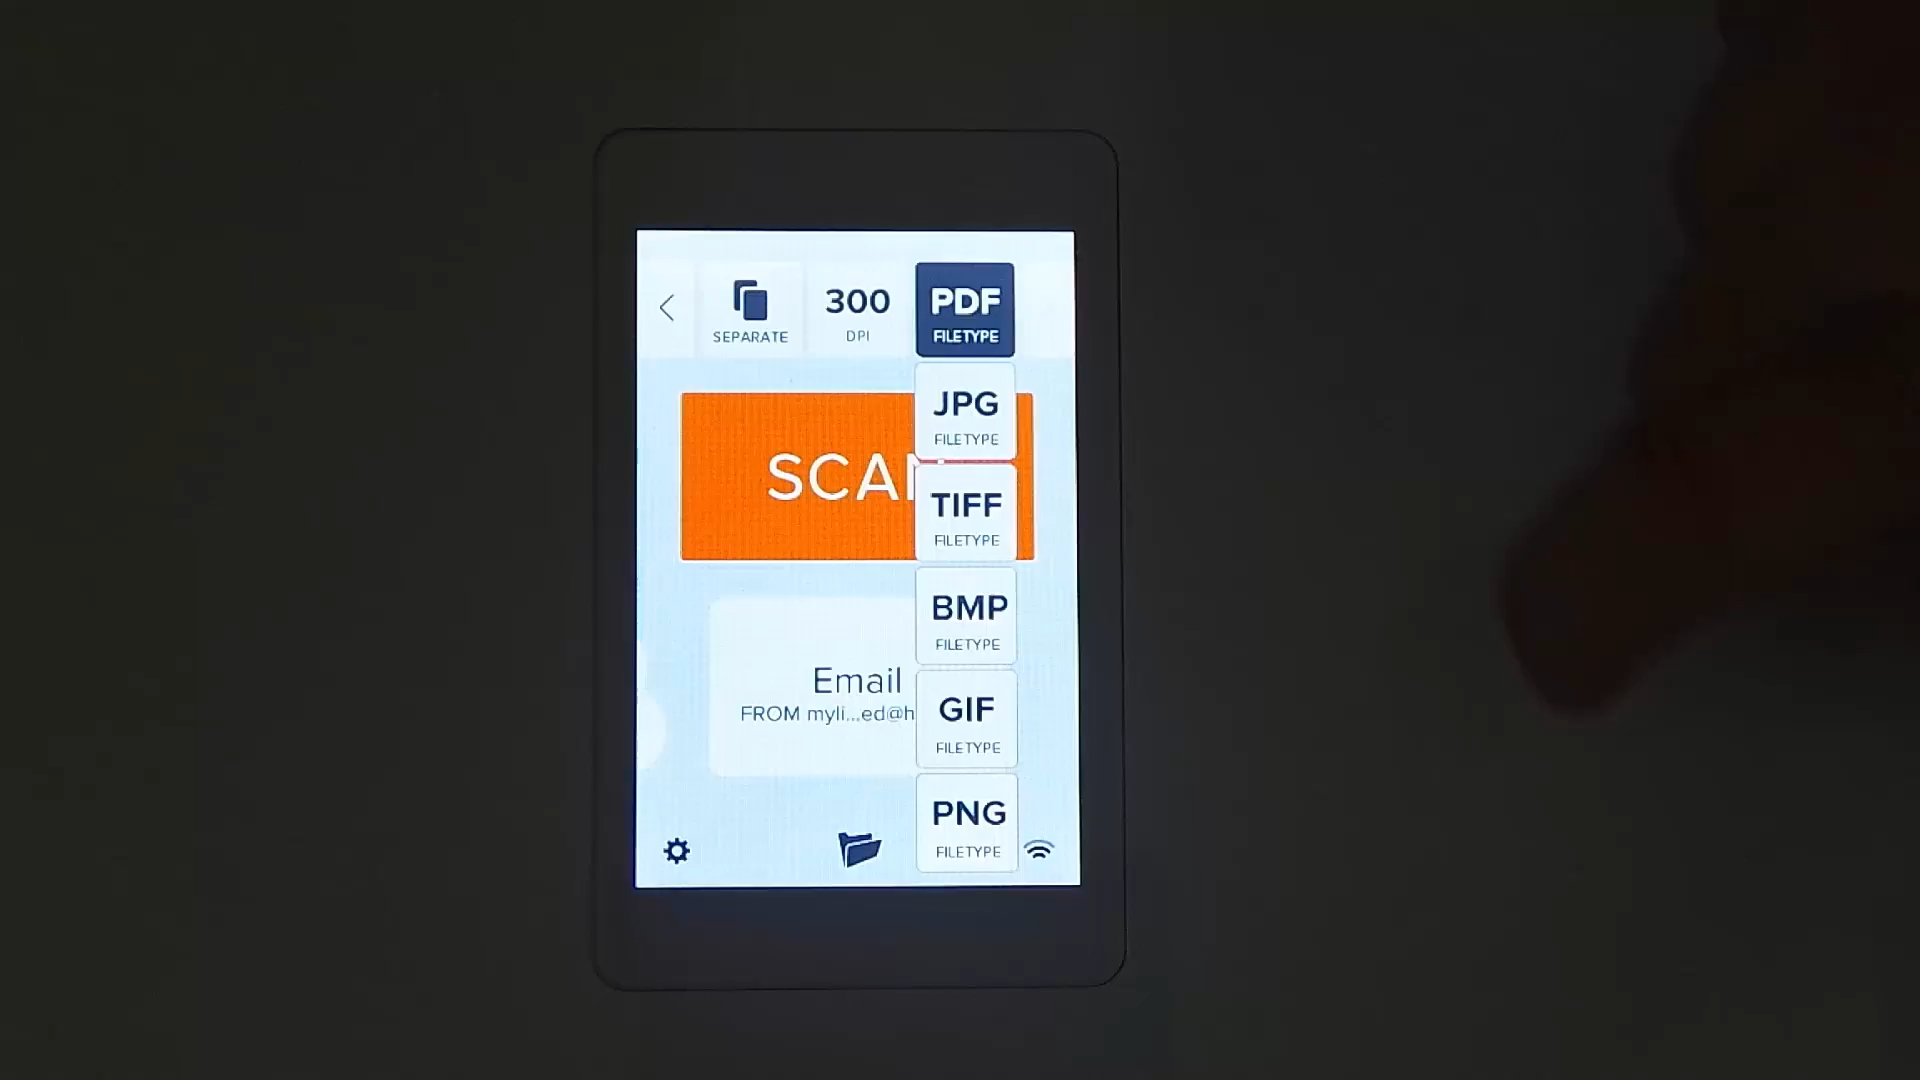 SEPARATE
300
DPI
PDF
FILETYPE
JPG
FILETYPE
SCAN
TIFF
FILETYPE
BMP
FILETYPE
Email
FROM myli...ed@h
GIF
FILETYPE
PNG
FILETYPE